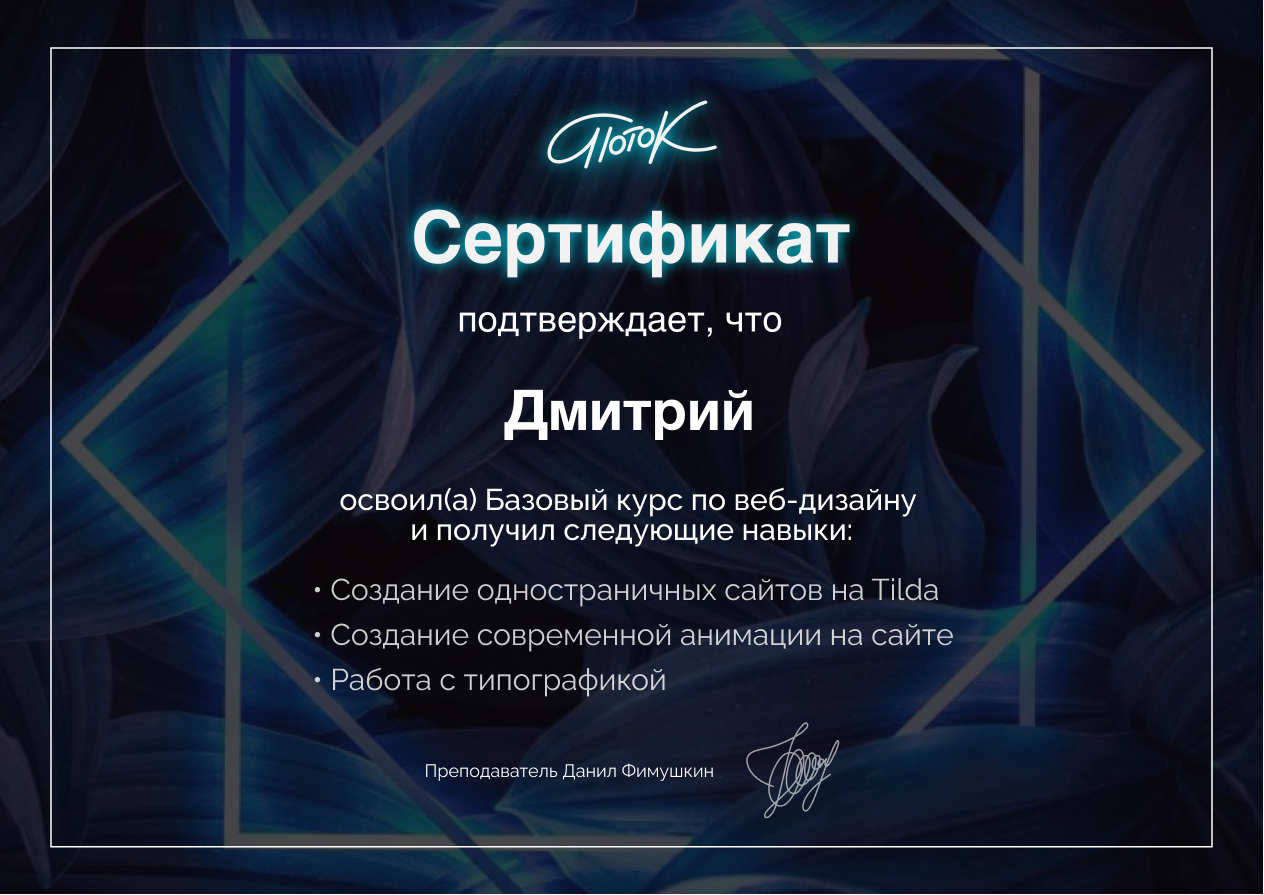 Поток
Сертификат
подтверждает, что
Дмитрий
освоил(а) Базовый курс по веб-дизайну
и получил следующие навыки:
• Создание одностраничных сайтов на Tilda
• Создание современной анимации на сайте
• Работа с типографикой
Преподаватель Данил Фимушкин